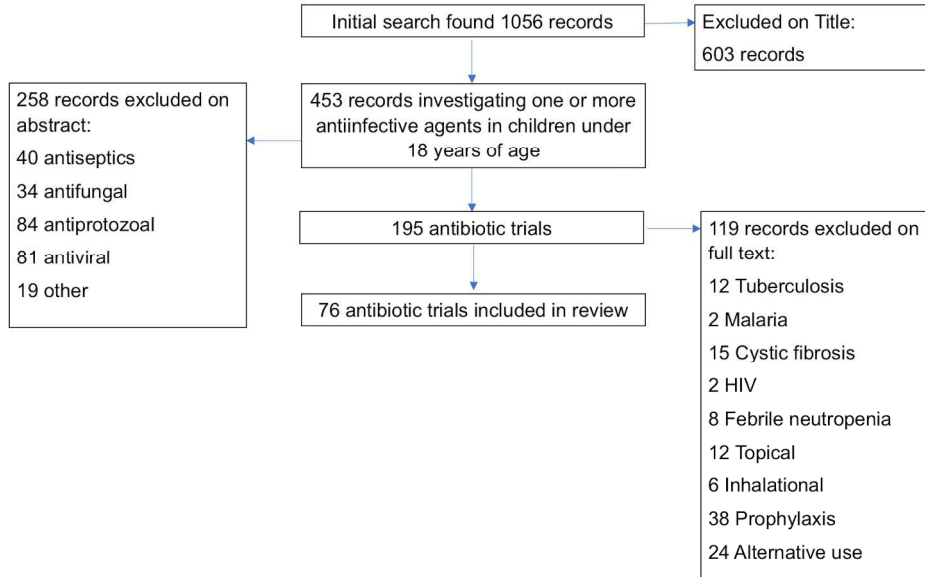 Initial search found 1056 records
Excluded on Title:
603 records
453 records investigating one or more
antiinfective agents in children under
18 years of age
258 records excluded on
abstract:
40 antiseptics
34 antifungal
84 antiprotozoal
81 antiviral
19 other
195 antibiotic trials
119 records excluded on
full text:
12 Tuberculosis
2 Malaria
15 Cystic fibrosis
2 HIV
8 Febrile neutropenia
12 Topical
6 Inhalational
38 Prophylaxis
24 Alternative use
76 antibiotic trials included in review